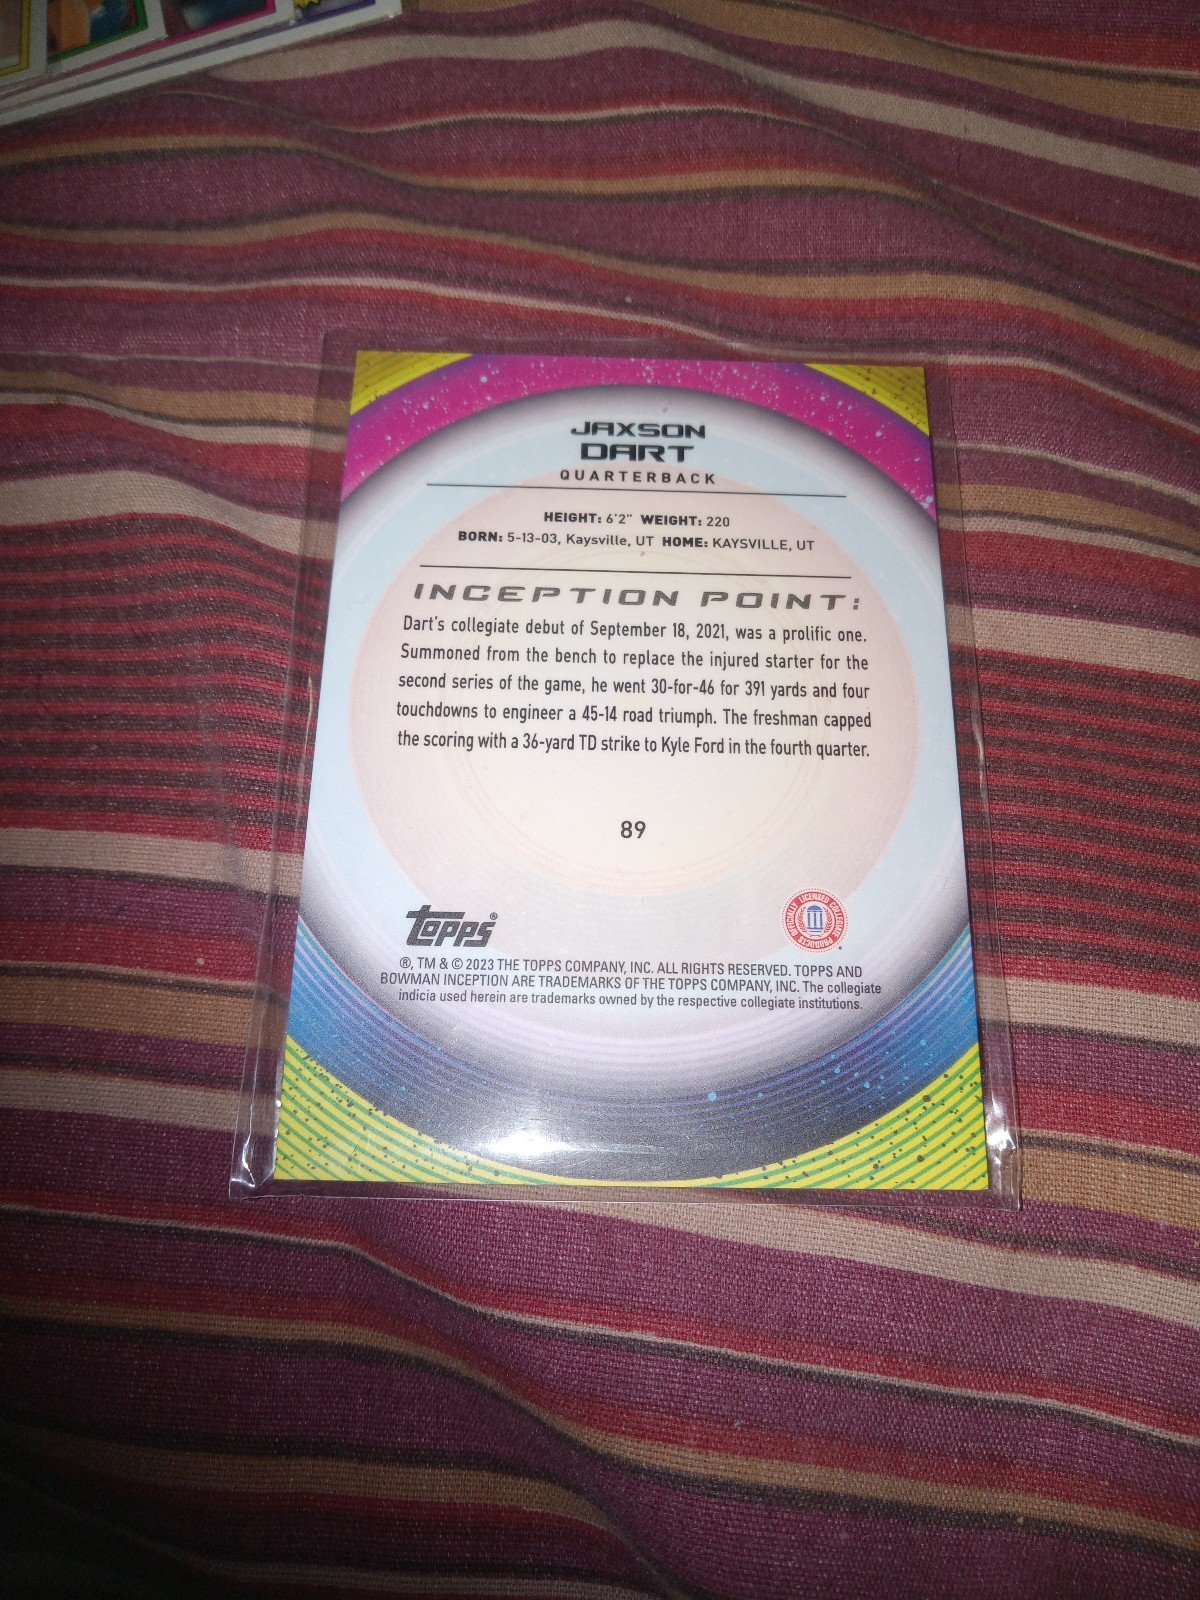 JAXSON
DART
QUARTERBACK
HEIGHT: 6'2" WEIGHT: 220
BORN: 5-13-03, Kaysville, UT HOME: KAYSVILLE, UT
INCEPTION POINT:
Dart's collegiate debut of September 18, 2021, was a prolific one.
Summoned from the bench to replace the injured starter for the
second series of the game, he went 30-for-46 for 391 yards and four
touchdowns to engineer a 45-14 road triumph. The freshman capped
the scoring with a 36-yard TD strike to Kyle Ford in the fourth quarter.
89
Topps®
OFFICIALLY LICENSED COLLEGIATE PRODUCTS
®, TM & © 2023 THE TOPPS COMPANY, INC. ALL RIGHTS RESERVED. TOPPS AND
BOWMAN INCEPTION ARE TRADEMARKS OF THE TOPPS COMPANY, INC. The collegiate
indicia used herein are trademarks owned by the respective collegiate institutions.